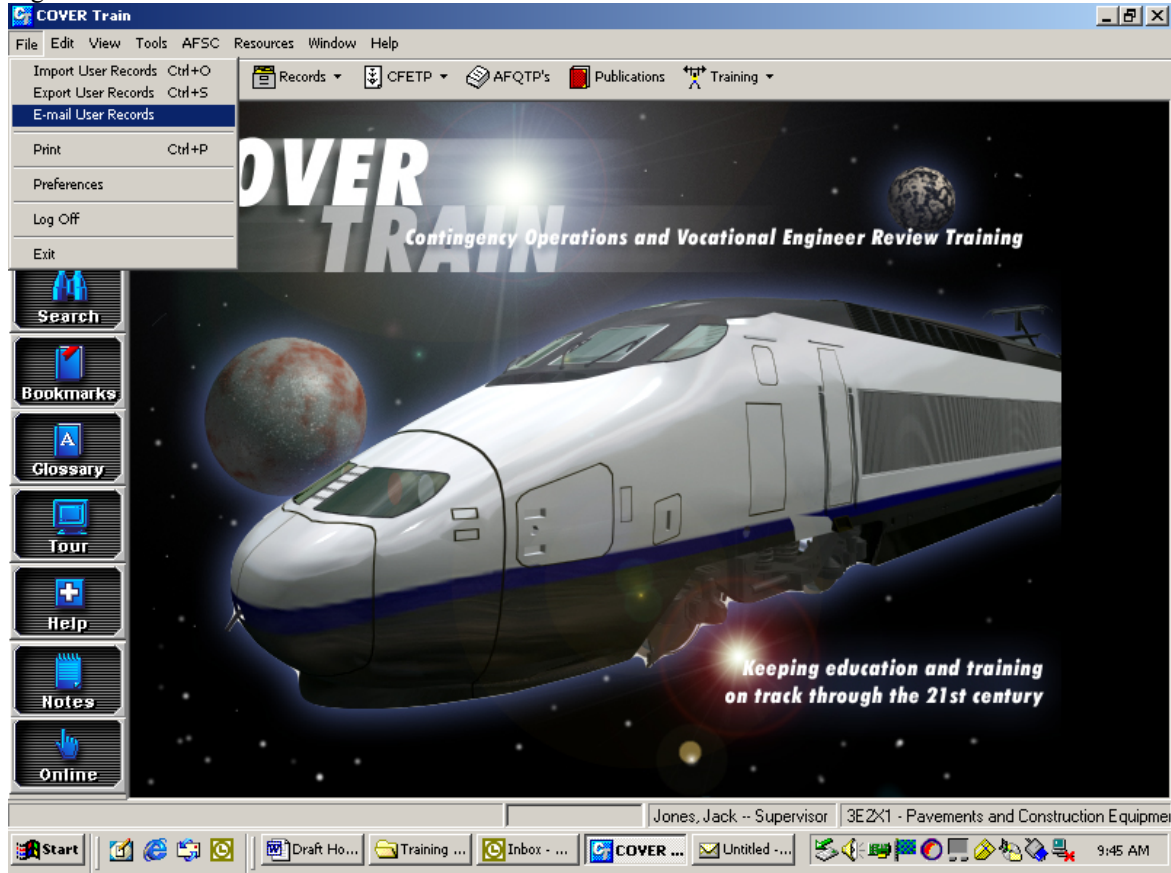 COVER Train
File Edit View Tools AFSC Resources Window Help
Import User Records Ctrl+O
Export User Records Ctrl+S
E-mail User Records
Print Ctrl+P
Preferences
Log Off
Exit
Records CFETP AFQTP's Publications Training
OVER
TRAIN
Contingency Operations and Vocational Engineer Review Training
Search
Bookmarks
A
Glossary
Tour
Help
Notes
Online
Keeping education and training
on track through the 21st century
Jones, Jack -- Supervisor 3E2X1 - Pavements and Construction Equipme
Start Draft Ho... Training ... Inbox - ... COVER ... Untitled -... 9:45 AM